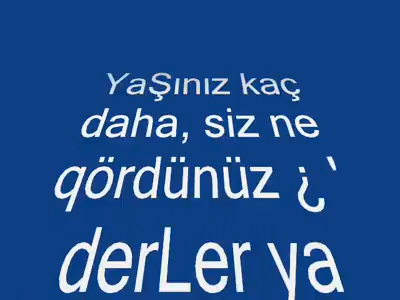 YaŞınız kaç
daha, siz ne
qördünüz ¿'
derLer ya